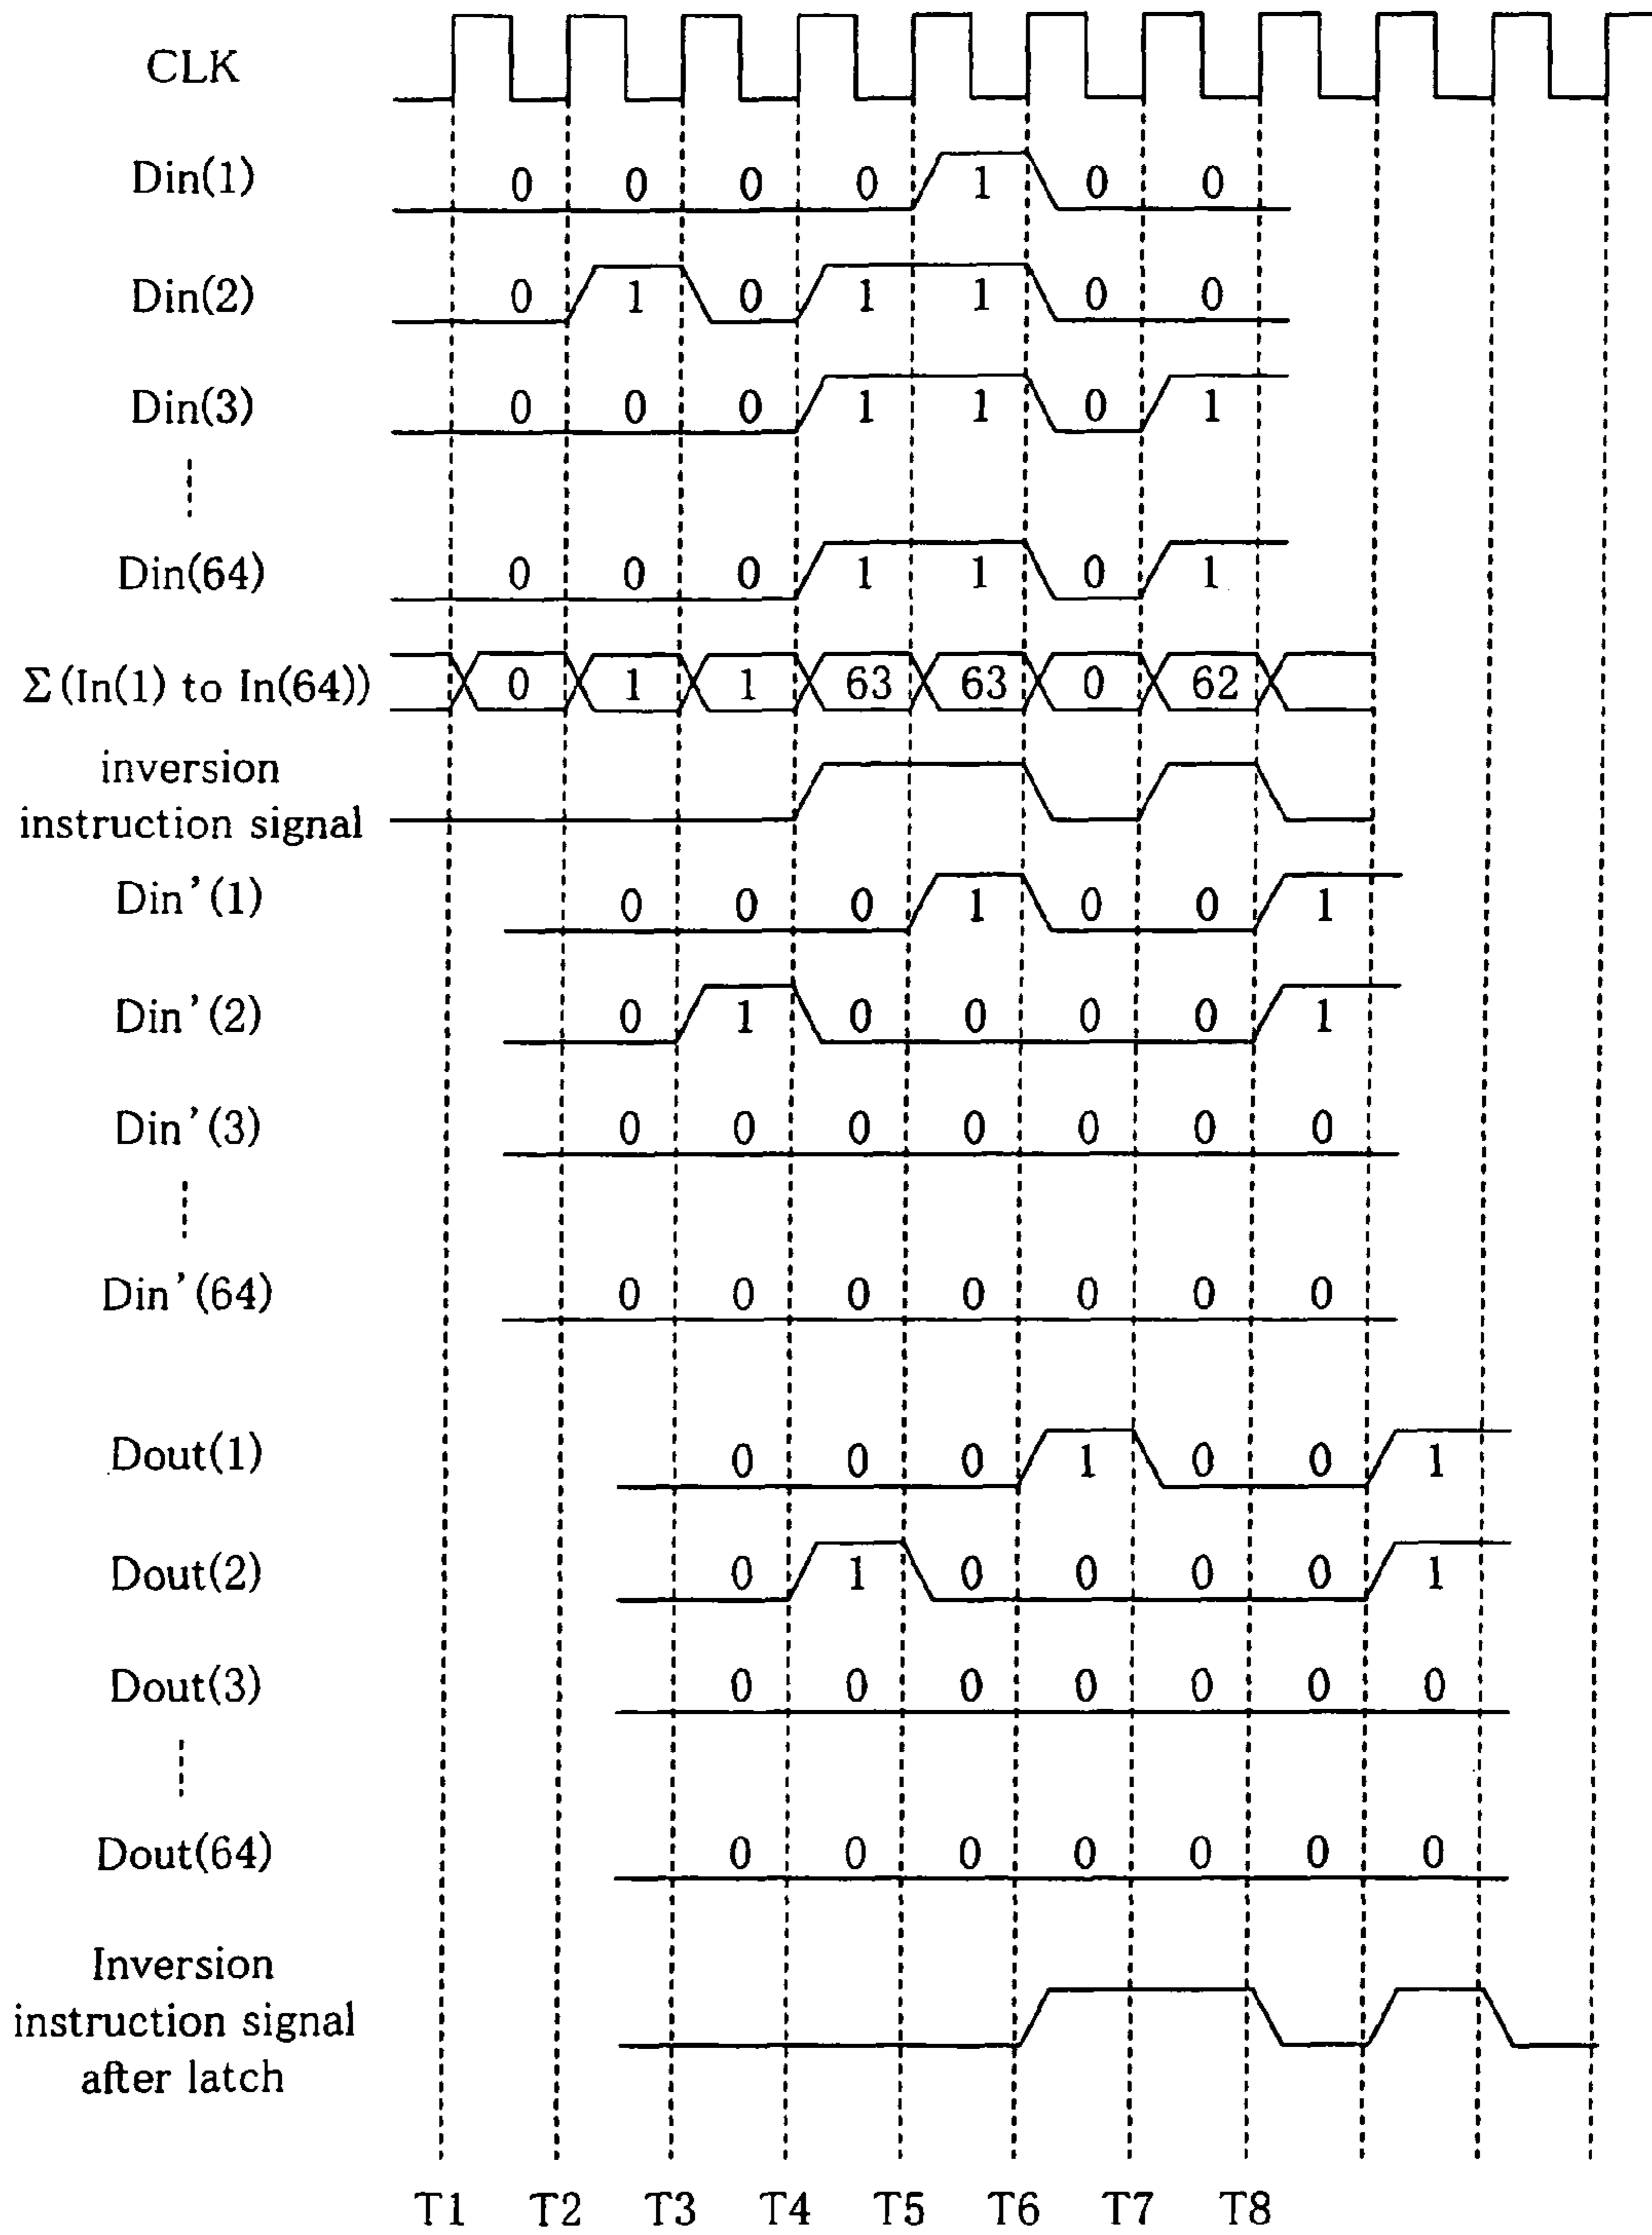 CLK
Din(1) 0 0 0 0 1 0 0
Din(2) 0 1 0 1 1 0 0
Din(3) 0 0 0 1 1 0 1
Din(64) 0 0 0 1 1 0 1
Σ(In(1) to In(64)) 0 1 1 63 63 0 62
inversion
instruction signal
Din’(1) 0 0 0 1 0 0 1
Din’(2) 0 1 0 0 0 0 1
Din’(3) 0 0 0 0 0 0 0
Din’(64) 0 0 0 0 0 0 0
Dout(1) 0 0 0 1 0 0 1
Dout(2) 0 1 0 0 0 0 1
Dout(3) 0 0 0 0 0 0 0
Dout(64) 0 0 0 0 0 0 0
Inversion
instruction signal
after latch
T1 T2 T3 T4 T5 T6 T7 T8